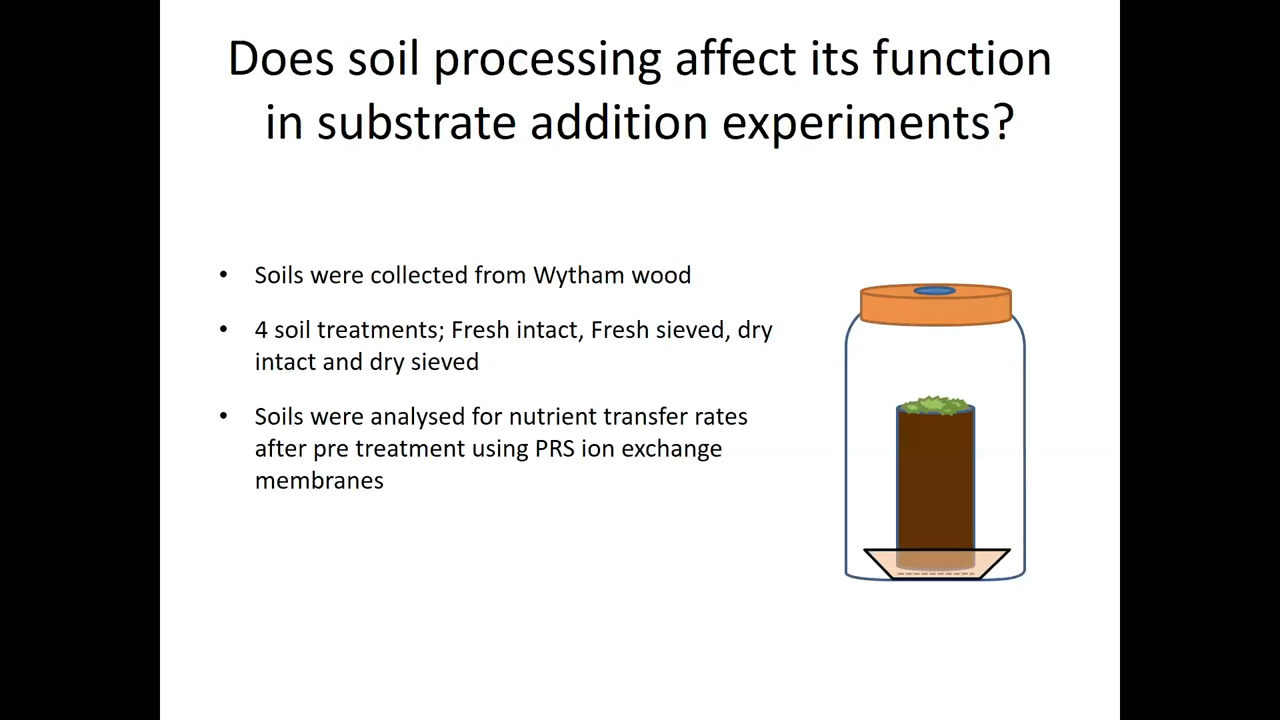 Does soil processing affect its function
in substrate addition experiments?
• Soils were collected from Wytham wood
• 4 soil treatments; Fresh intact, Fresh sieved, dry
intact and dry sieved
• Soils were analysed for nutrient transfer rates
after pre treatment using PRS ion exchange
membranes